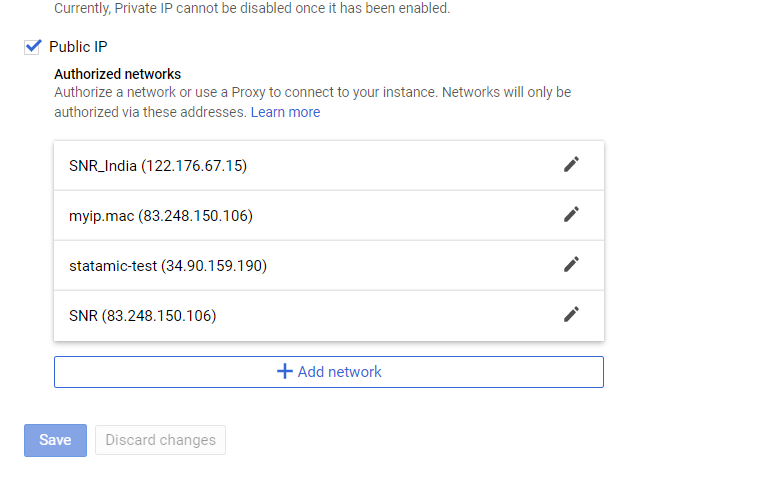 Currently, Private IP cannot be disabled once it has been enabled.
Public IP
Authorized networks
Authorize a network or use a Proxy to connect to your instance. Networks will only be
authorized via these addresses. Learn more
SNR_India (122.176.67.15)
myip.mac (83.248.150.106)
statamic-test (34.90.159.190)
SNR (83.248.150.106)
Add network
Save Discard changes